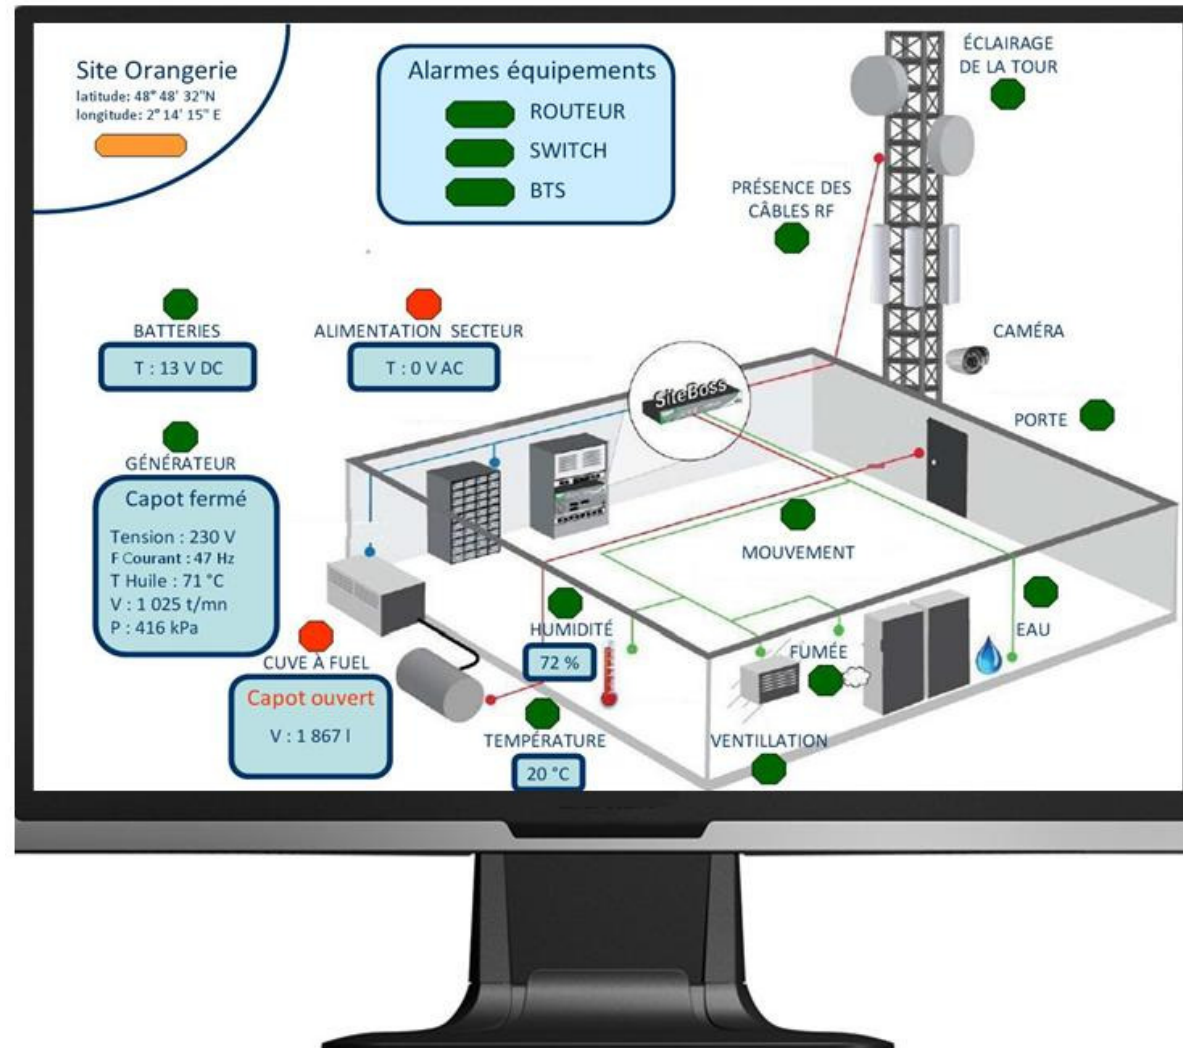 Site Orangerie
latitude: 48° 48' 32"N
longitude: 2° 14' 15" E
Alarmes équipements
ROUTEUR
SWITCH
BTS
ÉCLAIRAGE
DE LA TOUR
PRÉSENCE DES
CÂBLES RF
BATTERIES
T : 13 V DC
ALIMENTATION SECTEUR
T : 0 V AC
CAMÉRA
SiteBoss
PORTE
GÉNÉRATEUR
Capot fermé
Tension : 230 V
F Courant : 47 Hz
T Huile : 71 °C
V : 1 025 t/mn
P : 416 kPa
MOUVEMENT
HUMIDITÉ
72 %
EAU
FUMÉE
CUVE À FUEL
Capot ouvert
V : 1 867 l
TEMPÉRATURE
20 °C
VENTILLATION